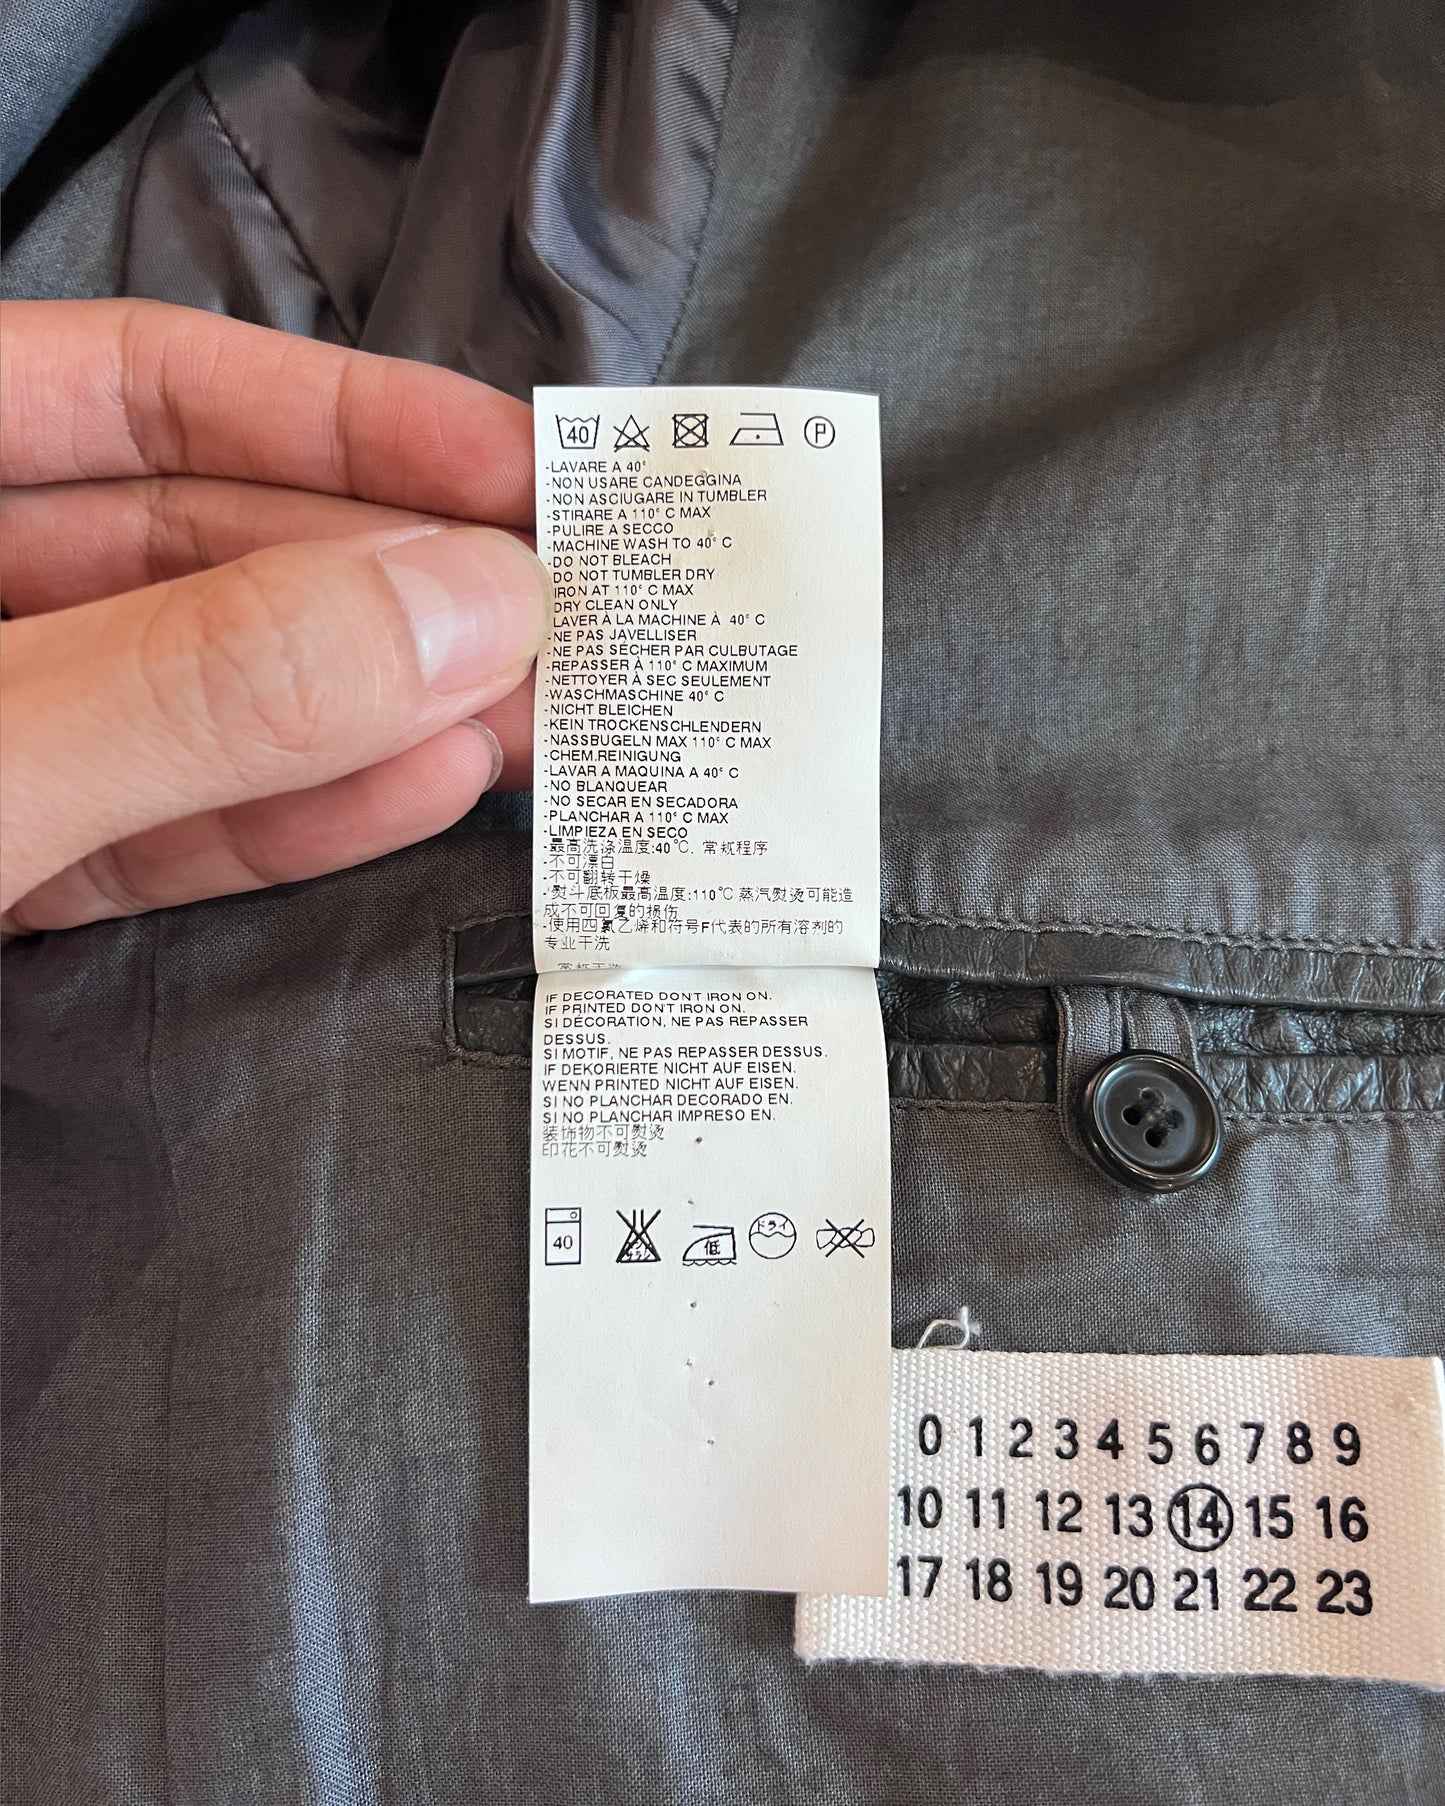 40 P
-LAVARE A 40°
-NON USARE CANDEGGINA
-NON ASCIUGARE IN TUMBLER
-STIRARE A 110° C MAX
-PULIRE A SECCO
-MACHINE WASH TO 40° C
-DO NOT BLEACH
DO NOT TUMBLER DRY
IRON AT 110° C MAX
DRY CLEAN ONLY
LAVER À LA MACHINE À 40° C
-NE PAS JAVELLISER
-NE PAS SÉCHER PAR CULBUTAGE
-REPASSER À 110° C MAXIMUM
-NETTOYER À SEC SEULEMENT
-WASCHMASCHINE 40° C
-NICHT BLEICHEN
-KEIN TROCKENSCHLENDERN
-NASSBUGELN MAX 110° C MAX
-CHEM.REINIGUNG
-LAVAR A MAQUINA A 40° C
-NO BLANQUEAR
-NO SECAR EN SECADORA
-PLANCHAR A 110° C MAX
-LIMPIEZA EN SECO
-最高洗涤温度:40℃. 常规程序
-不可漂白
-不可翻转干燥
-熨斗底板最高温度:110℃ 蒸汽熨烫可能造
成不可回复的损伤
-使用四氯乙烯和符号F代表的所有溶剂的
专业干洗
IF DECORATED DONT IRON ON.
IF PRINTED DONT IRON ON.
SI DÉCORATION, NE PAS REPASSER
DESSUS.
SI MOTIF, NE PAS REPASSER DESSUS.
IF DEKORIERTE NICHT AUF EISEN.
WENN PRINTED NICHT AUF EISEN.
SI NO PLANCHAR DECORADO EN.
SI NO PLANCHAR IMPRESO EN.
装饰物不可熨烫
印花不可熨烫
40 低 ドライ
0 1 2 3 4 5 6 7 8 9
10 11 12 13 14 15 16
17 18 19 20 21 22 23